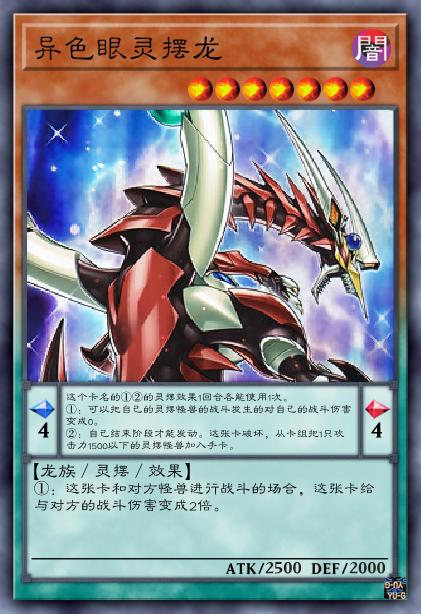 异色眼灵摆龙
闇
这个卡名的①②的灵摆效果1回合各能使用1次。
①：可以把自己的灵摆怪兽的战斗发生的对自己的战斗伤害
变成0。
②：自己结束阶段才能发动。这张卡破坏，从卡组把1只攻
击力1500以下的灵摆怪兽加入手卡。
4
4
【龙族／灵摆／效果】
①：这张卡和对方怪兽进行战斗的场合，这张卡给
与对方的战斗伤害变成2倍。
ATK/2500 DEF/2000